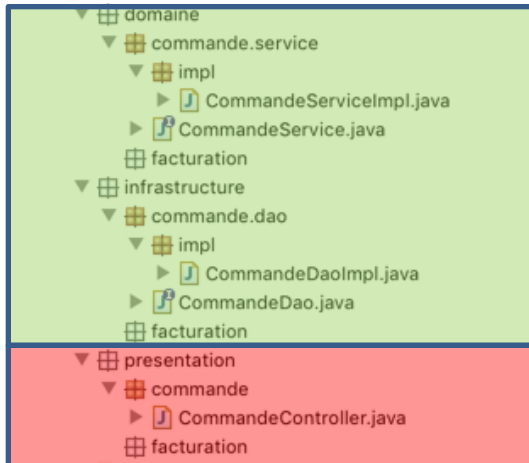 domaine
commande.service
impl
CommandeServiceImpl.java
CommandeService.java
facturation
infrastructure
commande.dao
impl
CommandeDaoImpl.java
CommandeDao.java
facturation
presentation
commande
CommandeController.java
facturation